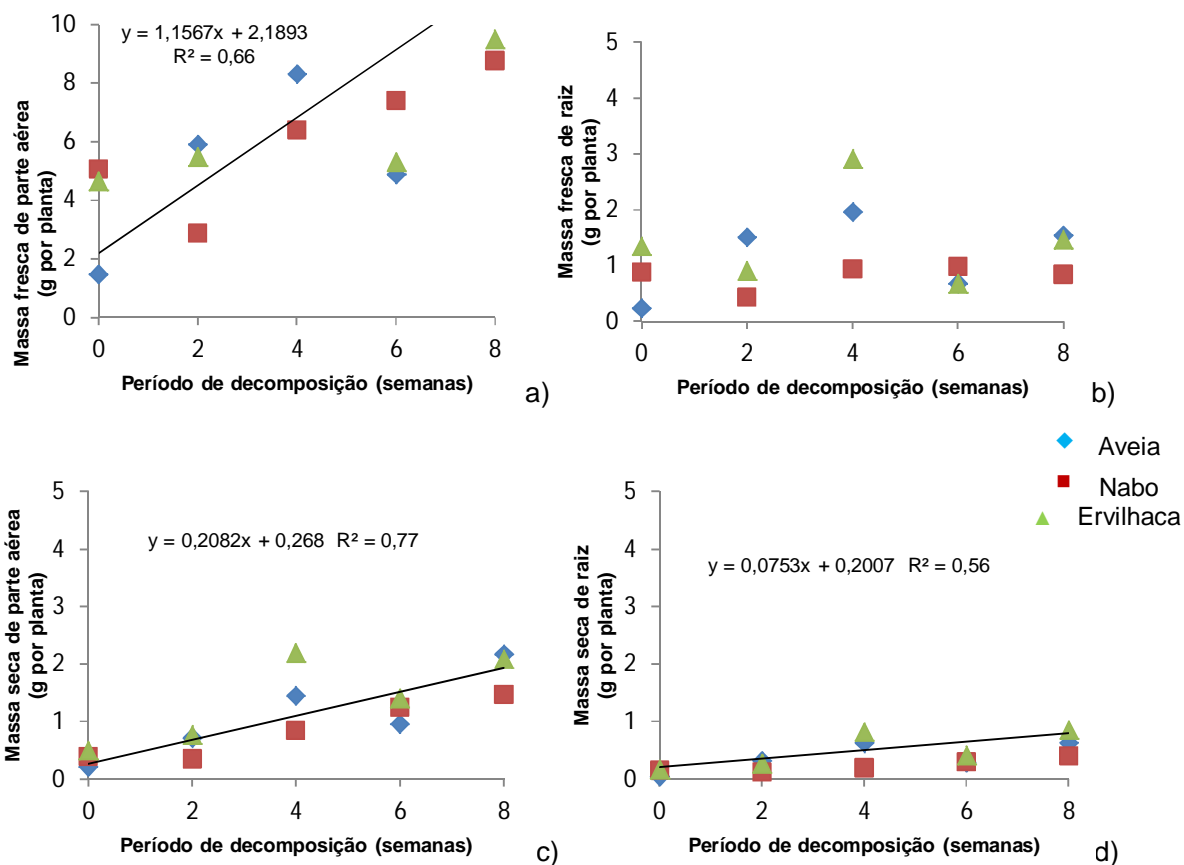 y = 1,1567x + 2,1893
R² = 0,66
10
8
6
4
2
0
0 2 4 6 8
Massa fresca de parte aérea
(g por planta)
Período de decomposição (semanas)
a)
5
4
3
2
1
0
0 2 4 6 8
Massa fresca de raiz
(g por planta)
Período de decomposição (semanas)
b)
Aveia
Nabo
Ervilhaca
y = 0,2082x + 0,268 R² = 0,77
5
4
3
2
1
0
0 2 4 6 8
Massa seca de parte aérea
(g por planta)
Período de decomposição (semanas)
c)
y = 0,0753x + 0,2007 R² = 0,56
5
4
3
2
1
0
0 2 4 6 8
Massa seca de raiz
(g por planta)
Período de decomposição (semanas)
d)